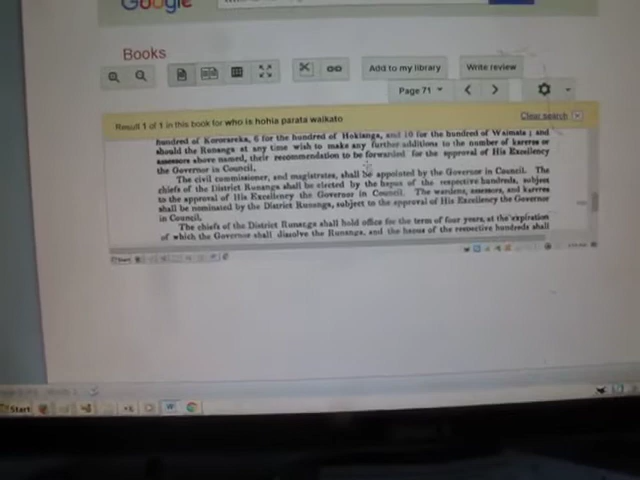 Google
Books
Add to my library
Write review
Page 71
Result 1 of 1 in this book for who is hohia parata waikato
Clear search
hundred of Kororareka, 6 for the hundred of Hokianga, and 10 for the hundred of Waimate; and
should the Runanga at any time wish to make any further additions to the number of kareres or
assessors above named, their recommendation to be forwarded for the approval of His Excellency
the Governor in Council.
The civil commissioner, and magistrates, shall be appointed by the Governor in Council. The
chiefs of the District Runanga shall be elected by the hapus of the respective hundreds, subject
to the approval of His Excellency the Governor in Council. The wardens, assessors, and kareres
shall be nominated by the District Runanga, subject to the approval of His Excellency the Governor
in Council.
The chiefs of the District Runanga shall hold office for the term of four years, at the expiration
of which the Governor shall dissolve the Runanga, and the hapus of the respective hundreds shall
Start
Start